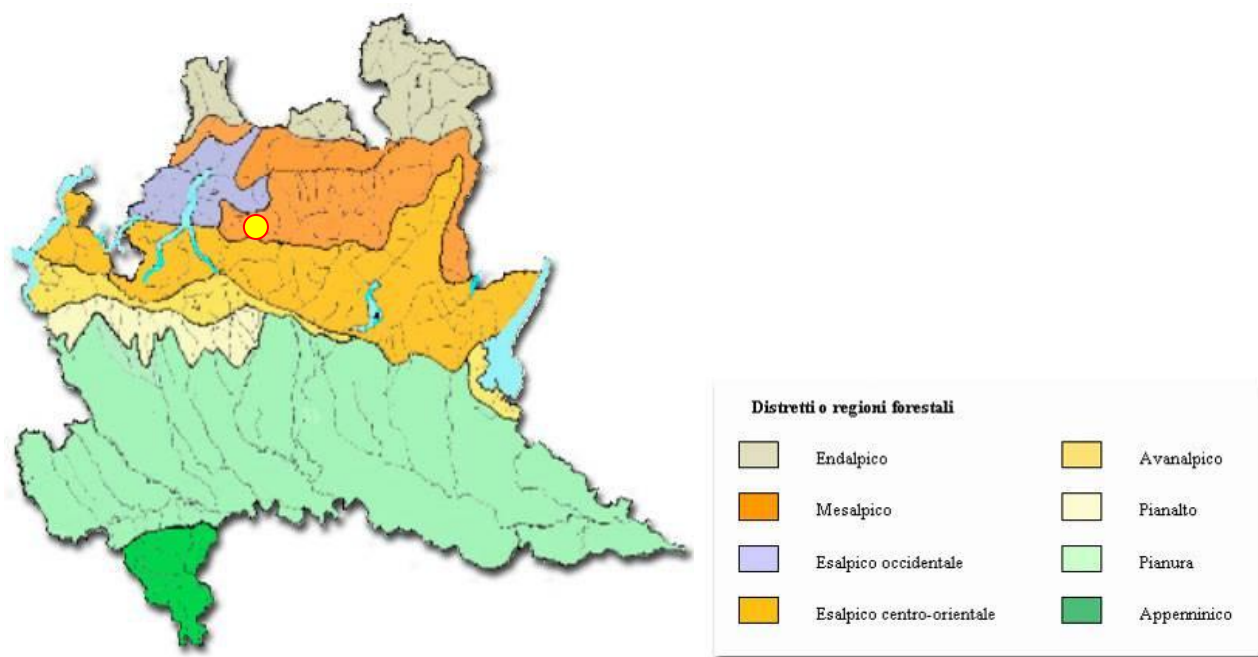 Distretti o regioni forestali
Endalpico
Mesalpico
Esalpico occidentale
Esalpico centro-orientale
Avanalpico
Pianalto
Pianura
Appenninico